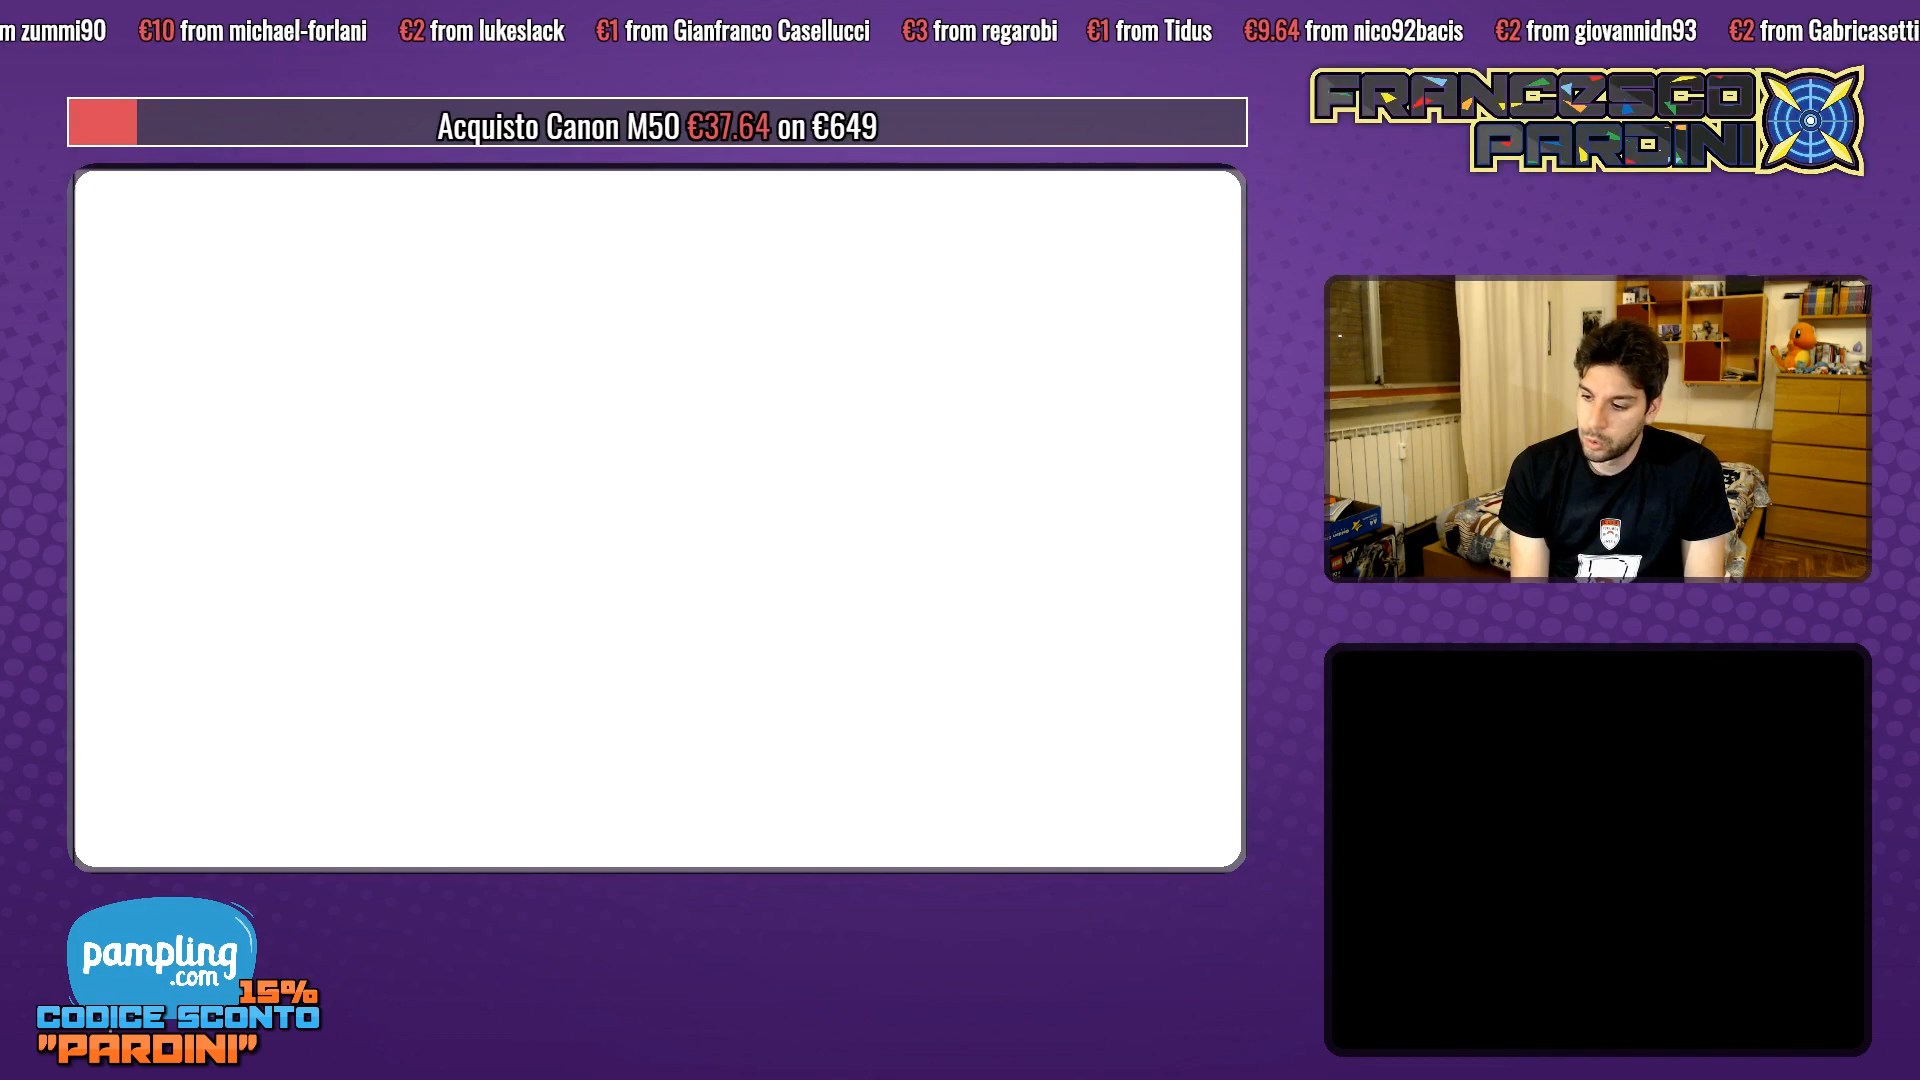 m zummi90 €10 from michael-forlani €2 from lukeslack €1 from Gianfranco Casellucci €3 from regarobi €1 from Tidus €9.64 from nico92bacis €2 from giovannidn93 €2 from Gabricasetti
FRANCESCO
PARDINI
Acquisto Canon M50 €37.64 on €649
pampling
.com
15%
CODICE SCONTO
"PARDINI"